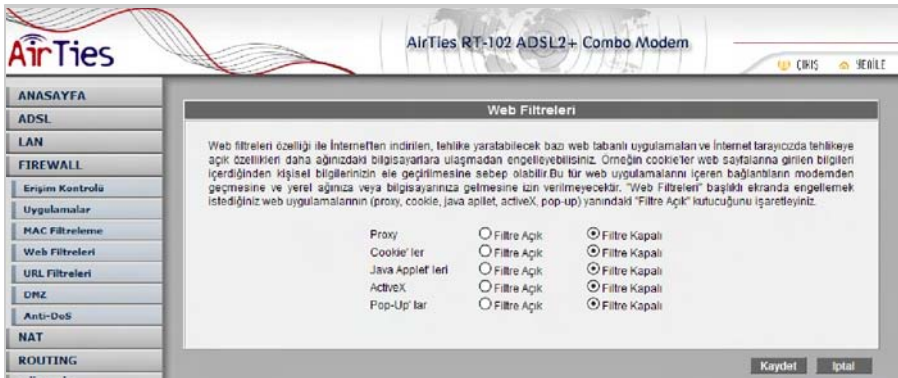 AirTies
AirTies RT-102 ADSL2+ Combo Modem
ÇIKIŞ YENİLE
ANASAYFA
ADSL
LAN
FIREWALL
Erişim Kontrolü
Uygulamalar
MAC Filtreleme
Web Filtreleri
URL Filtreleri
DMZ
Anti-DoS
NAT
ROUTING
Web Filtreleri
Web filtreleri özelliği ile İnternet'ten indirilen, tehlike yaratabilecek bazı web tabanlı uygulamaları ve İnternet tarayıcızda tehlikeye
açık özellikleri daha ağınızdaki bilgisayarlara ulaşmadan engelleyebilisiniz. Örneğin cookie'ler web sayfalarına girilen bilgileri
içerdiğinden kişisel bilgilerinizin ele geçirilmesine sebep olabilir.Bu tür web uygulamalarını içeren bağlantıların modemden
geçmesine ve yerel ağınıza veya bilgisayarınıza gelmesine izin verilmeyecektir. "Web Filtreleri" başlıklı ekranda engellemek
istediğiniz web uygulamalarının (proxy, cookie, java apllet, activeX, pop-up) yanındaki "Filtre Açık" kutucuğunu işaretleyiniz.
Proxy Filtre Açık Filtre Kapalı
Cookie' ler Filtre Açık Filtre Kapalı
Java Applet' leri Filtre Açık Filtre Kapalı
ActiveX Filtre Açık Filtre Kapalı
Pop-Up' lar Filtre Açık Filtre Kapalı
Kaydet İptal